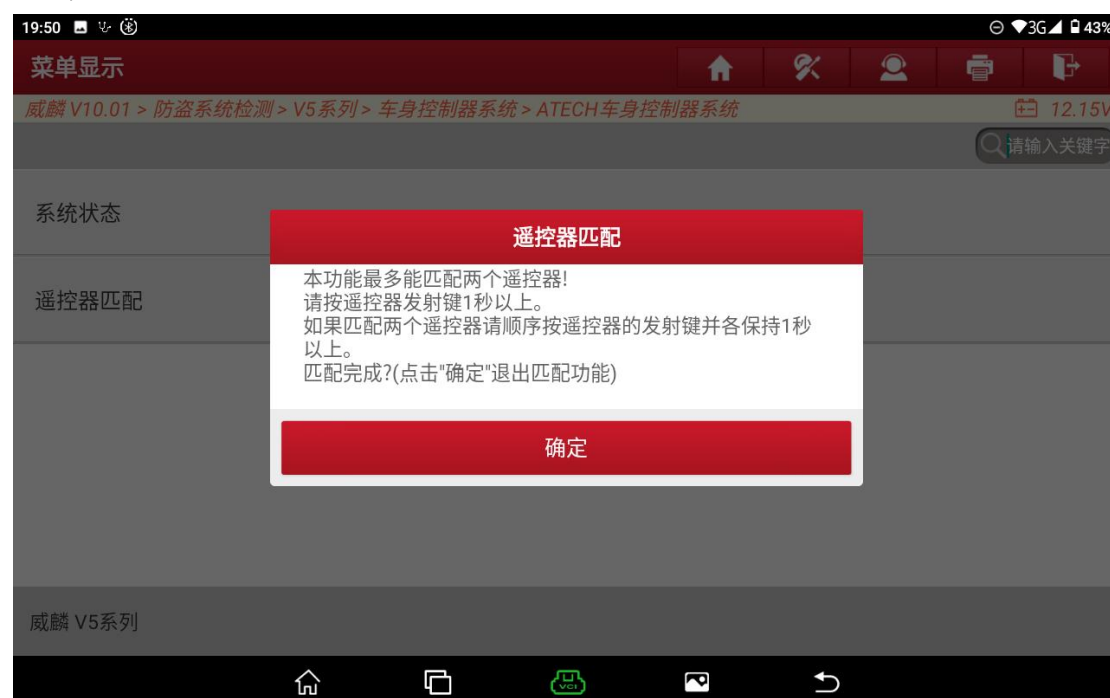 19:50
3G
43%
菜单显示
威麟 V10.01 > 防盗系统检测 > V5系列 > 车身控制器系统 > ATECH车身控制器系统
12.15V
请输入关键字
系统状态
遥控器匹配
遥控器匹配
本功能最多能匹配两个遥控器!
请按遥控器发射键1秒以上。
如果匹配两个遥控器请顺序按遥控器的发射键并各保持1秒
以上。
匹配完成?(点击"确定"退出匹配功能)
确定
威麟 V5系列
VCI